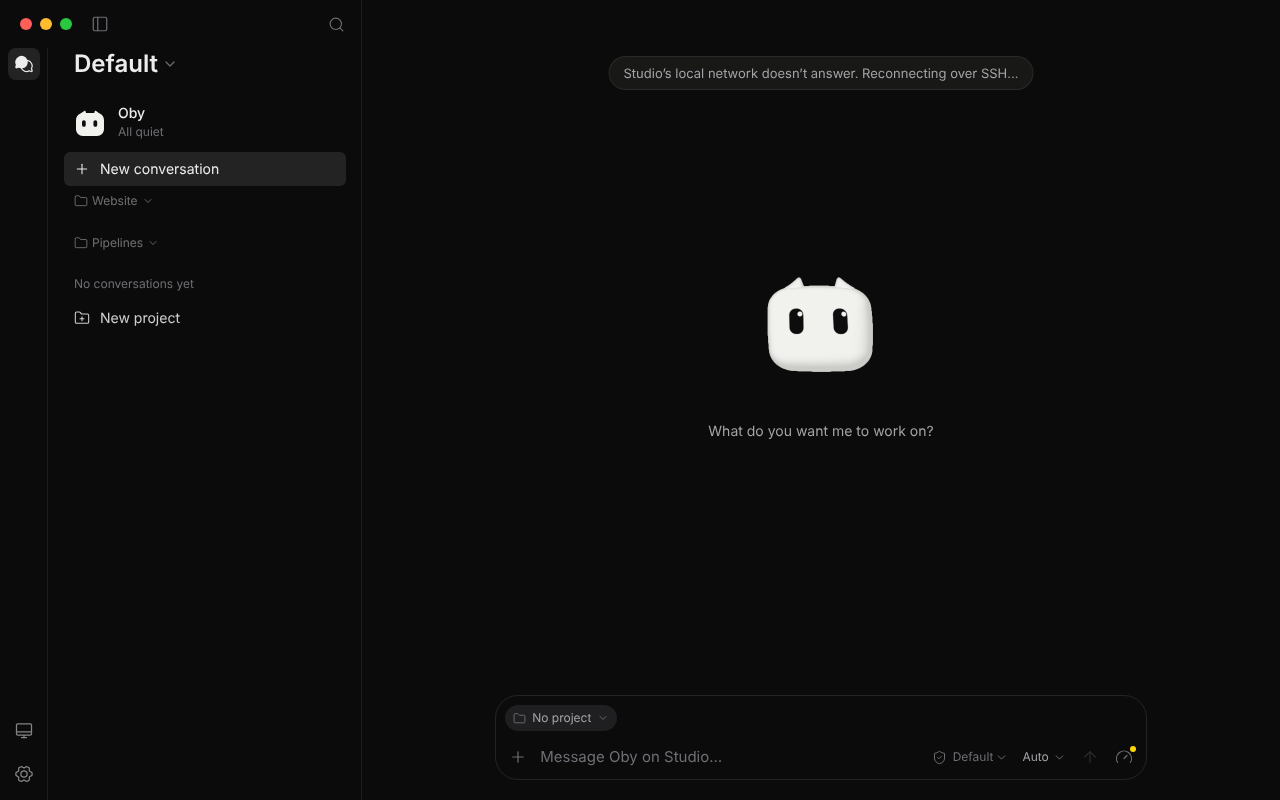 Default
Oby
All quiet
New conversation
Website
Pipelines
No conversations yet
New project
Studio’s local network doesn’t answer. Reconnecting over SSH…
What do you want me to work on?
No project
Message Oby on Studio…
Default
Auto